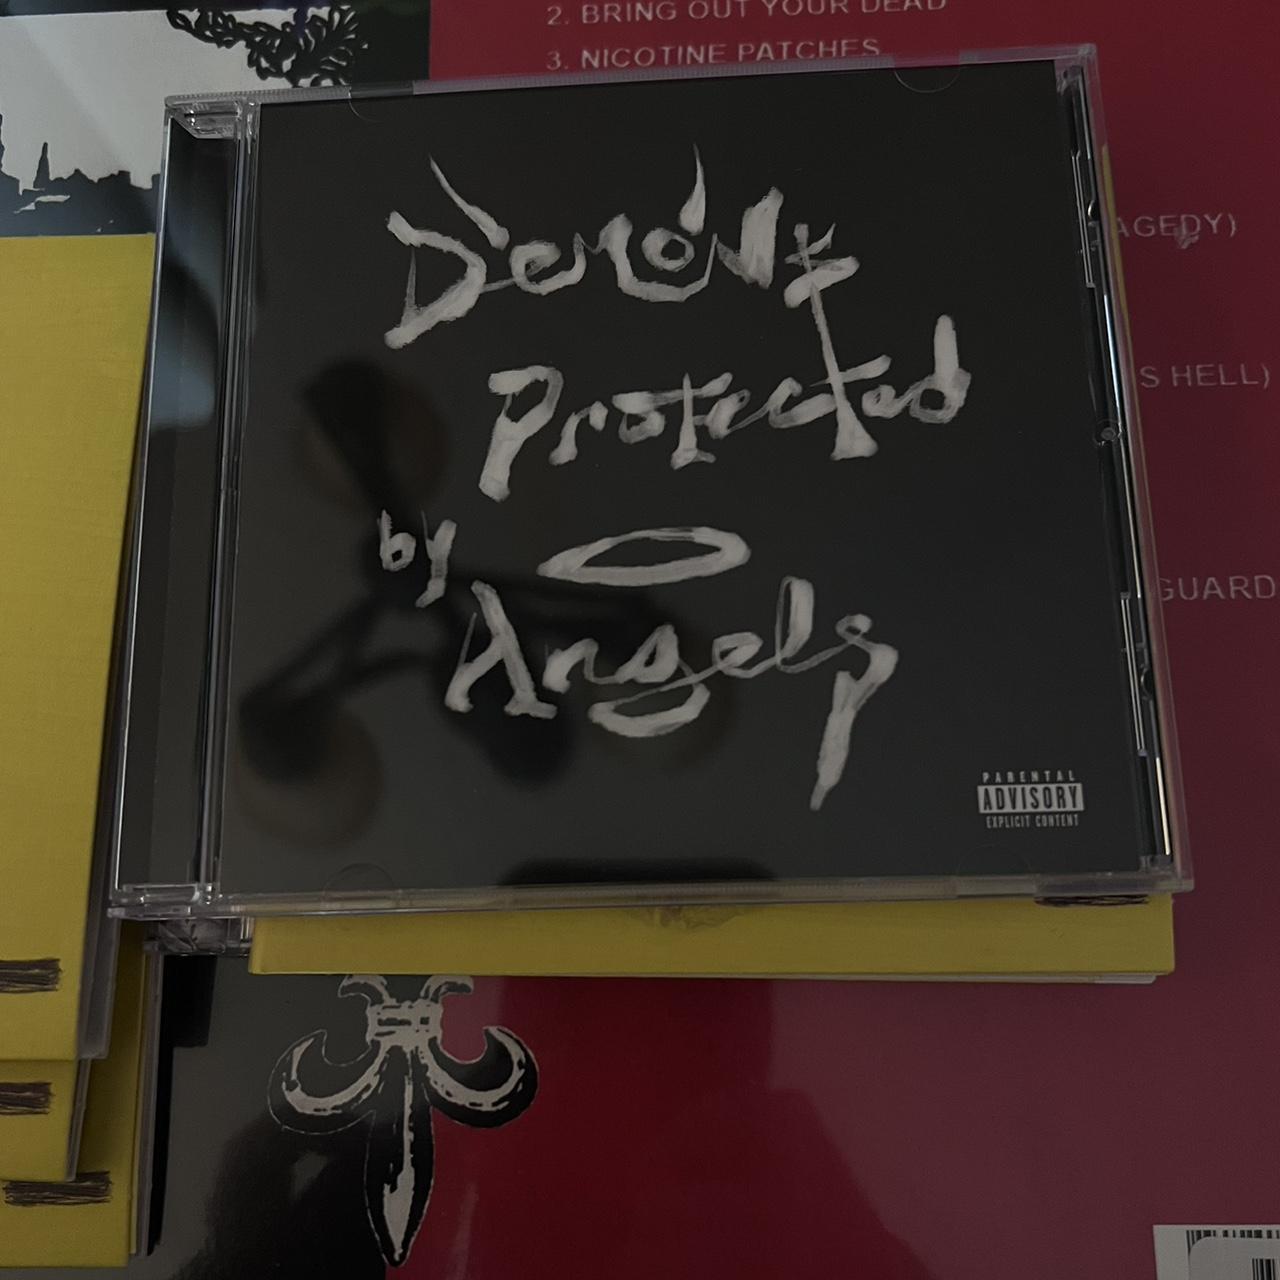 2. BRING OUT YOUR DEAD
3. NICOTINE PATCHES
AGEDY)
S HELL)
GUARD
Demons
Protected
by
Angels
PARENTAL
ADVISORY
EXPLICIT CONTENT